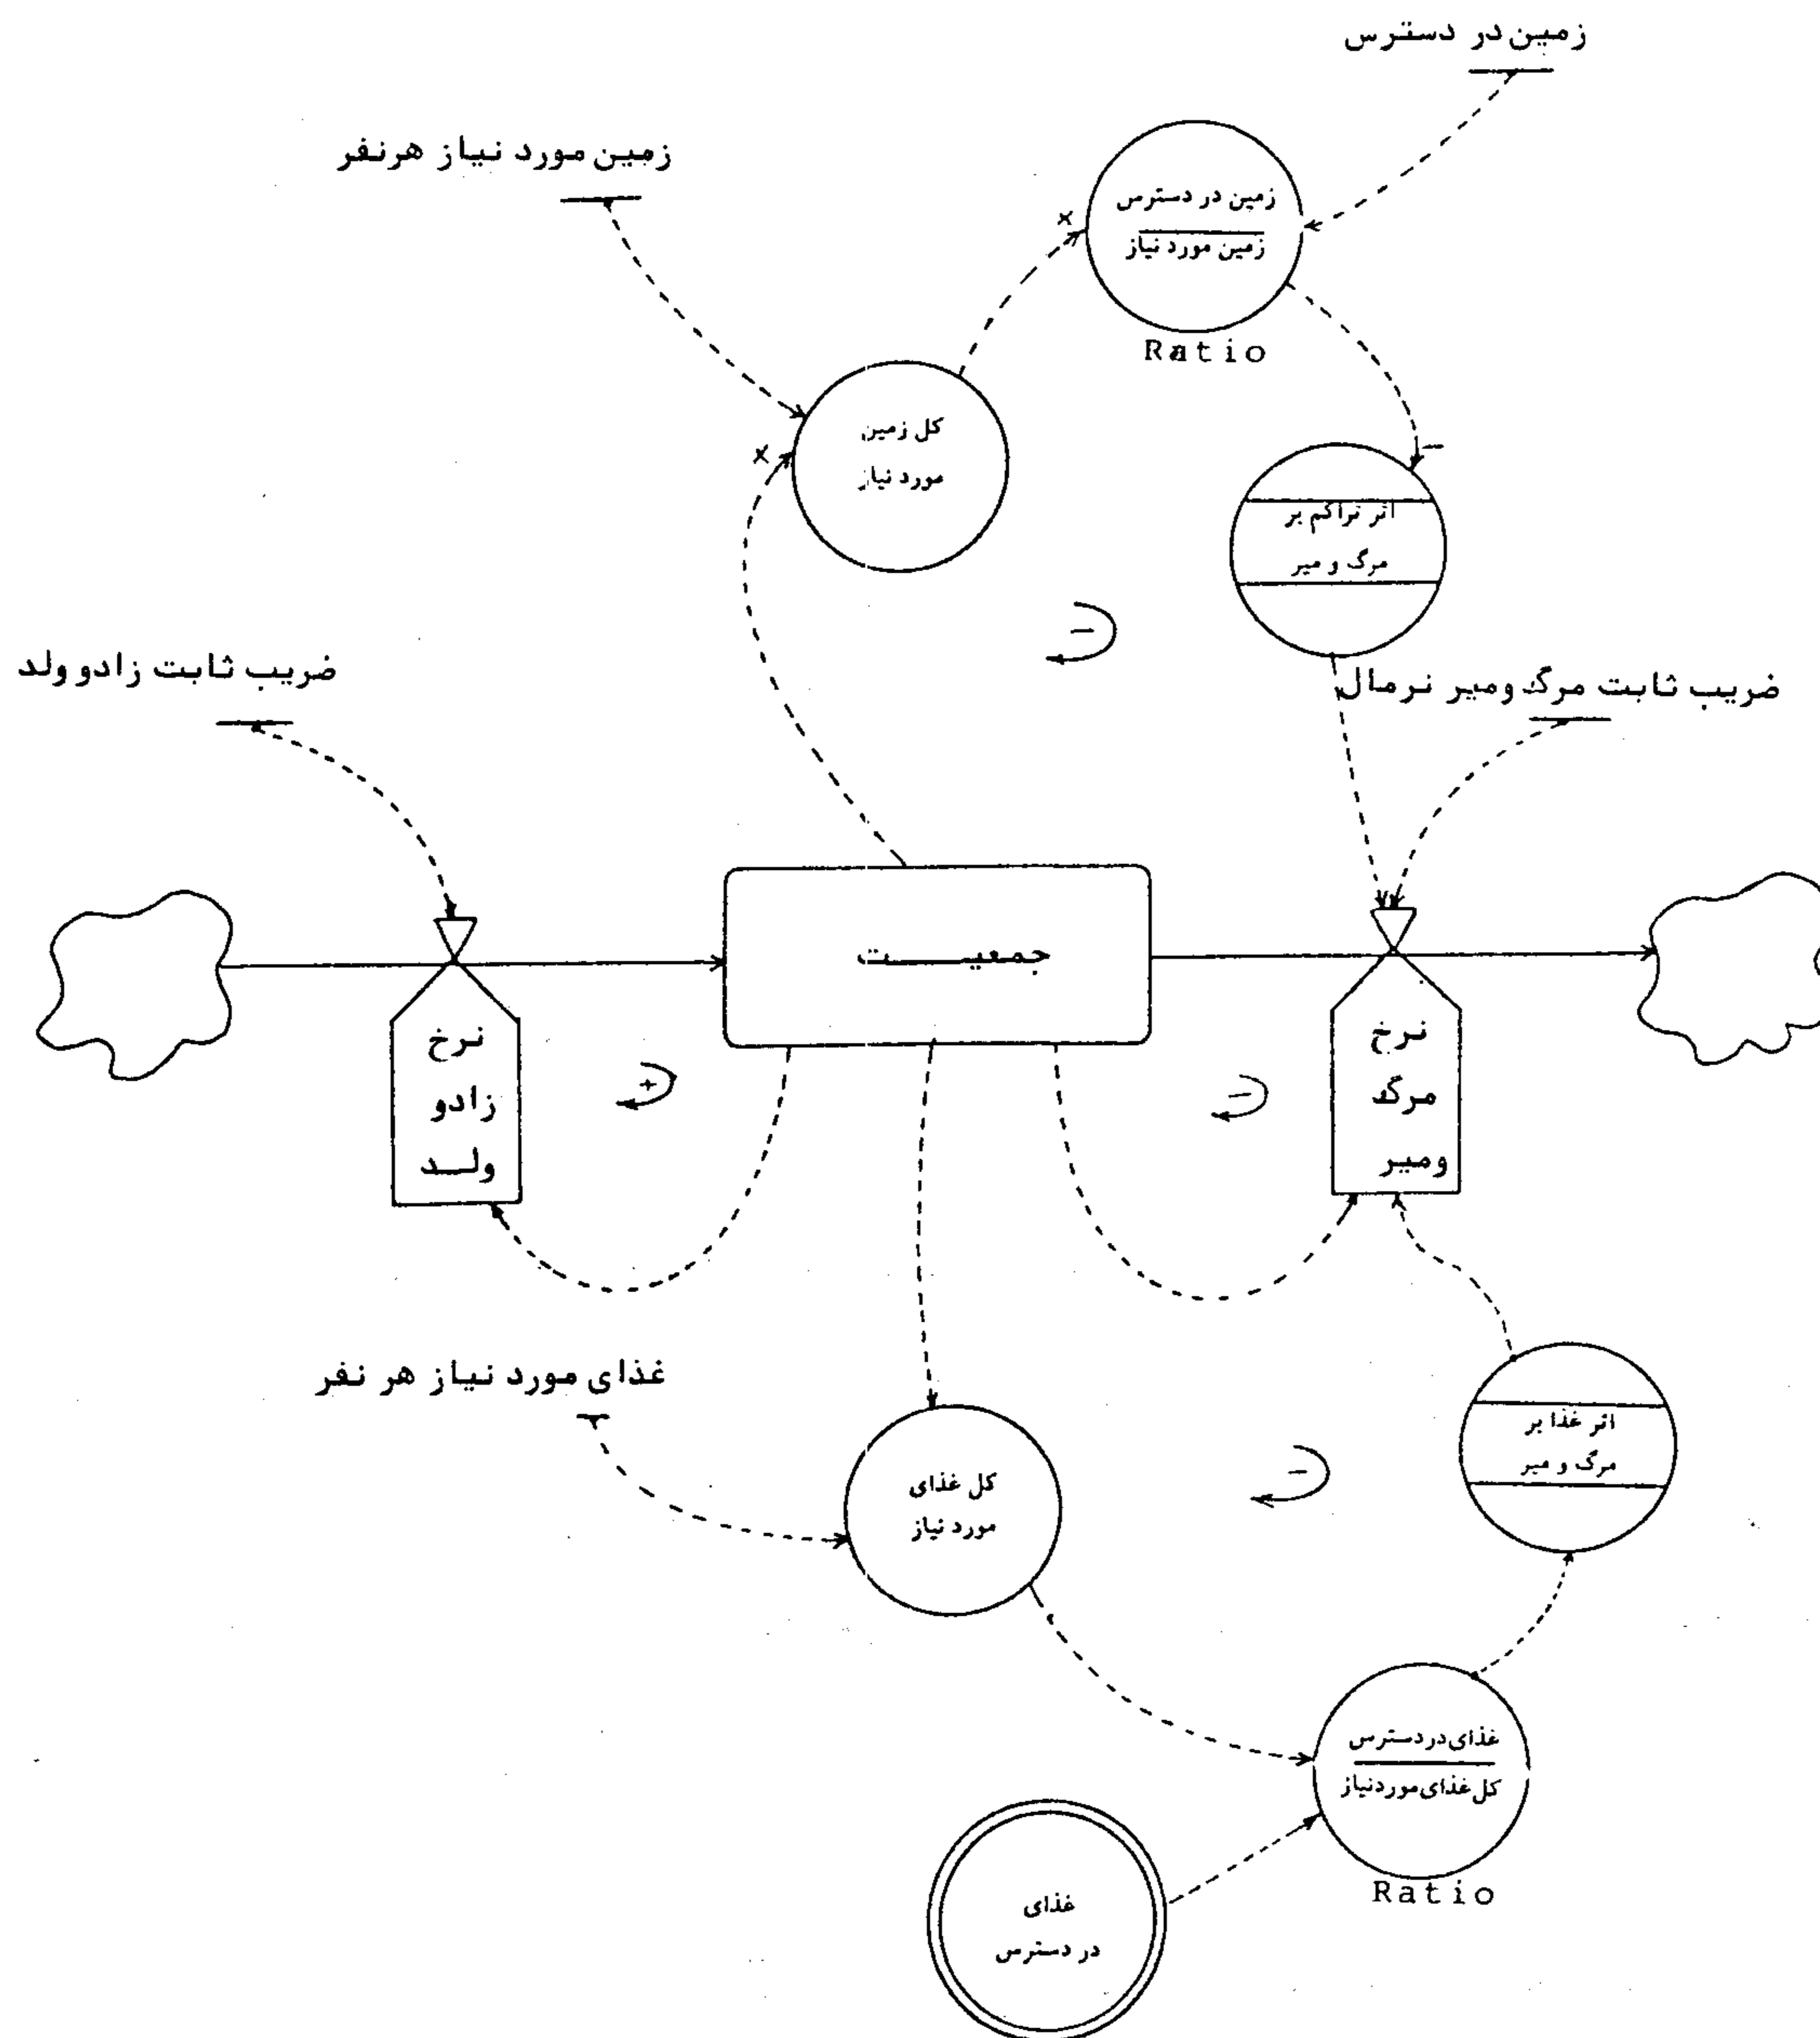 زمین در دسترس
زمین مورد نیاز هرنفر
زمین در دسترس
زمین مورد نیاز
×
Ratio
کل زمین
مورد نیاز
×
−
اثر تراکم بر
مرگ و میر
−
ضریب ثابت زادو ولد
ضریب ثابت مرگ ومیر نرمال
جمعیت
نرخ
زادو
ولد
+
−
نرخ
مرگ
ومیر
غذای مورد نیاز هر نفر
اثر غذا بر
مرگ و میر
−
کل غذای
مورد نیاز
غذای در دسترس
کل غذای مورد نیاز
Ratio
غذای
در دسترس